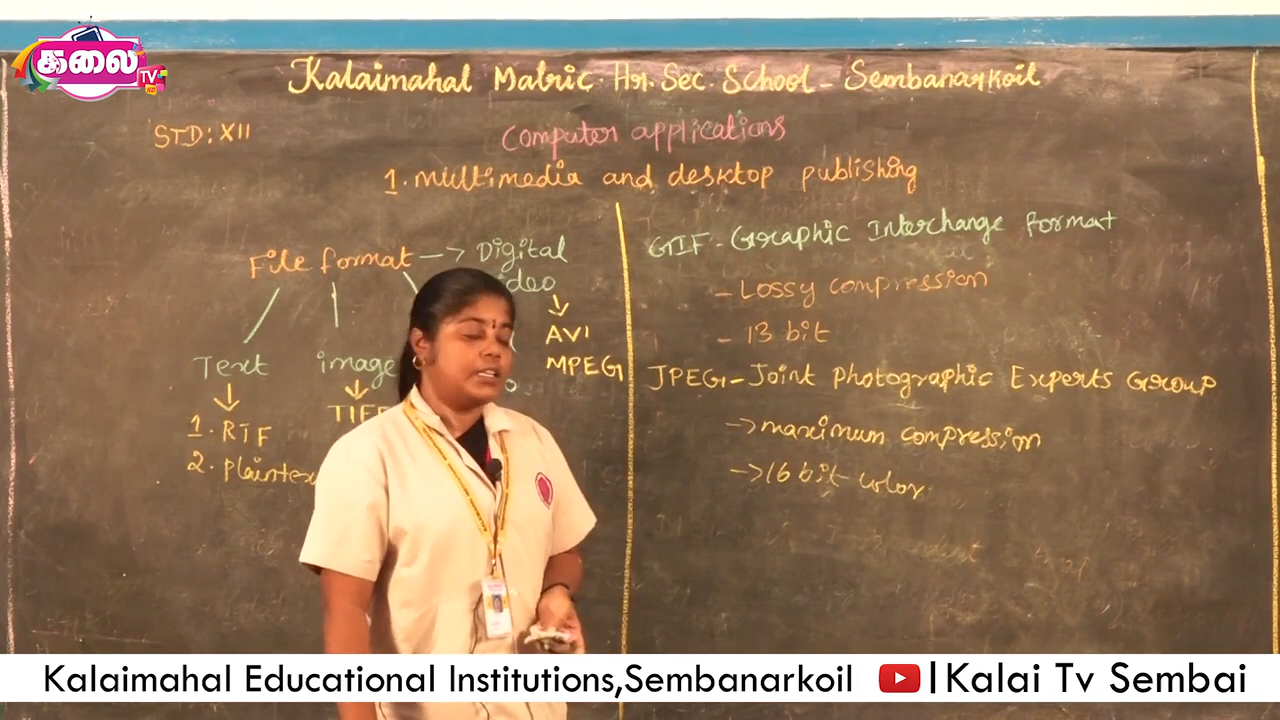 கலை
TV
HD
Kalaimahal Matric. Hr. Sec. School - Sembanarkoil
STD: XII
Computer applications
1. multimedia and desktop publishing
File format -> Digital
ideo
AVI
MPEG
Text
image
1. RTF
2. plaintex
TIFF
GIF - Graphic Interchange format
- Lossy compression
- 13 bit
JPEG - Joint photographic Experts Group
-> maximum compression
-> 16 bit color
Kalaimahal Educational Institutions,Sembanarkoil
|Kalai Tv Sembai